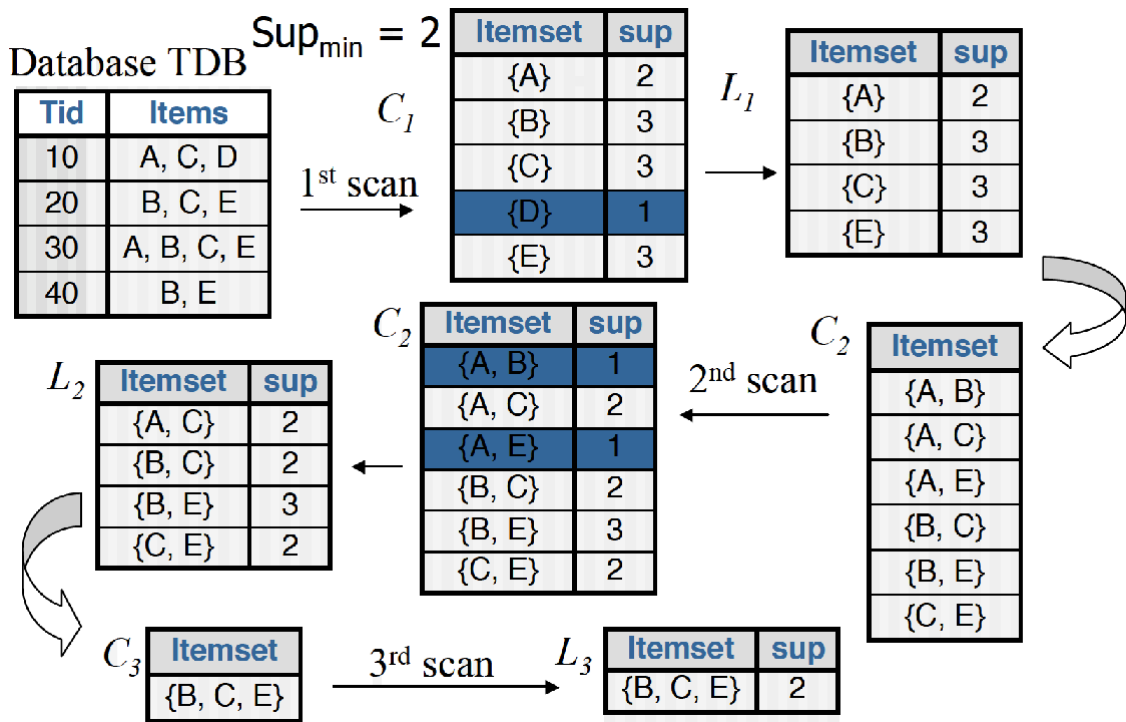 Sup_min = 2
Database TDB
Tid Items
10 A, C, D
20 B, C, E
30 A, B, C, E
40 B, E
1st scan
C1
Itemset sup
{A} 2
{B} 3
{C} 3
{D} 1
{E} 3
L1
Itemset sup
{A} 2
{B} 3
{C} 3
{E} 3
C2
Itemset
{A, B}
{A, C}
{A, E}
{B, C}
{B, E}
{C, E}
2nd scan
C2
Itemset sup
{A, B} 1
{A, C} 2
{A, E} 1
{B, C} 2
{B, E} 3
{C, E} 2
L2
Itemset sup
{A, C} 2
{B, C} 2
{B, E} 3
{C, E} 2
C3
Itemset
{B, C, E}
3rd scan
L3
Itemset sup
{B, C, E} 2